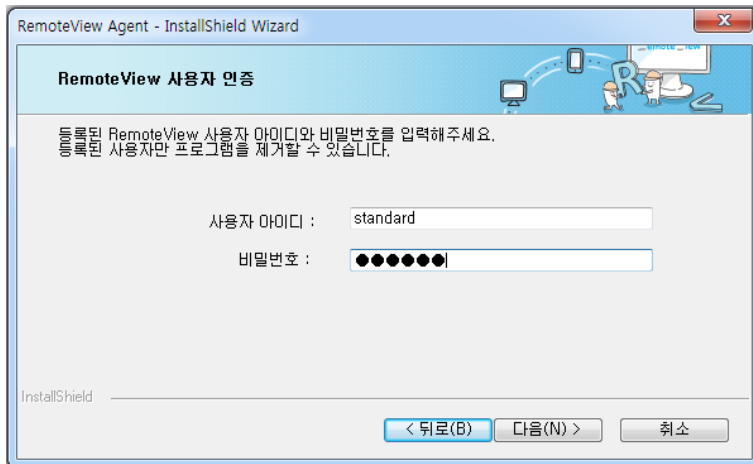 RemoteView Agent - InstallShield Wizard
RemoteView 사용자 인증
등록된 RemoteView 사용자 아이디와 비밀번호를 입력해주세요.
등록된 사용자만 프로그램을 제거할 수 있습니다.
사용자 아이디 :
standard
비밀번호 :
●●●●●●
InstallShield
< 뒤로(B)
다음(N) >
취소